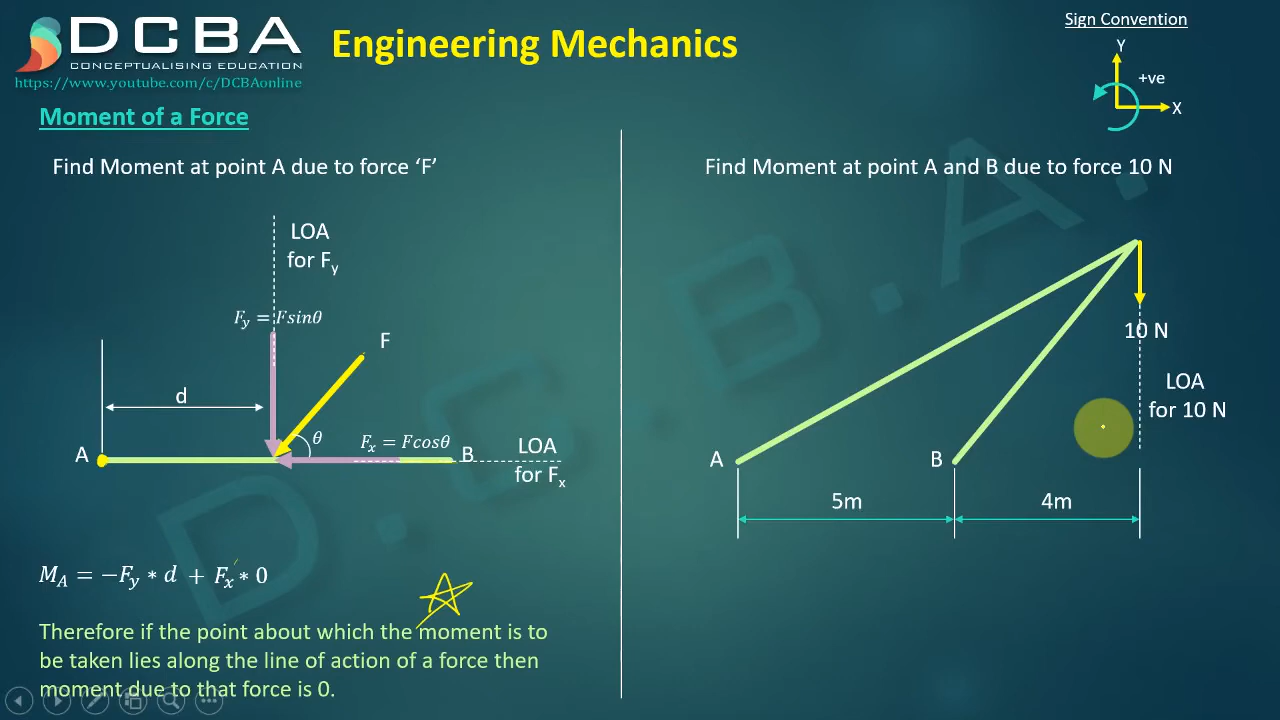 DCBA
CONCEPTUALISING EDUCATION
https://www.youtube.com/c/DCBAonline
Engineering Mechanics
Sign Convention
Y
+ve
X
Moment of a Force
Find Moment at point A due to force ‘F’
LOA
for Fy
Fy = Fsinθ
F
d
θ
Fx = Fcosθ
A
B
LOA
for Fx
MA = −Fy * d + Fx * 0
Therefore if the point about which the moment is to
be taken lies along the line of action of a force then
moment due to that force is 0.
Find Moment at point A and B due to force 10 N
10 N
LOA
for 10 N
A
B
5m
4m
D.C.B.A.